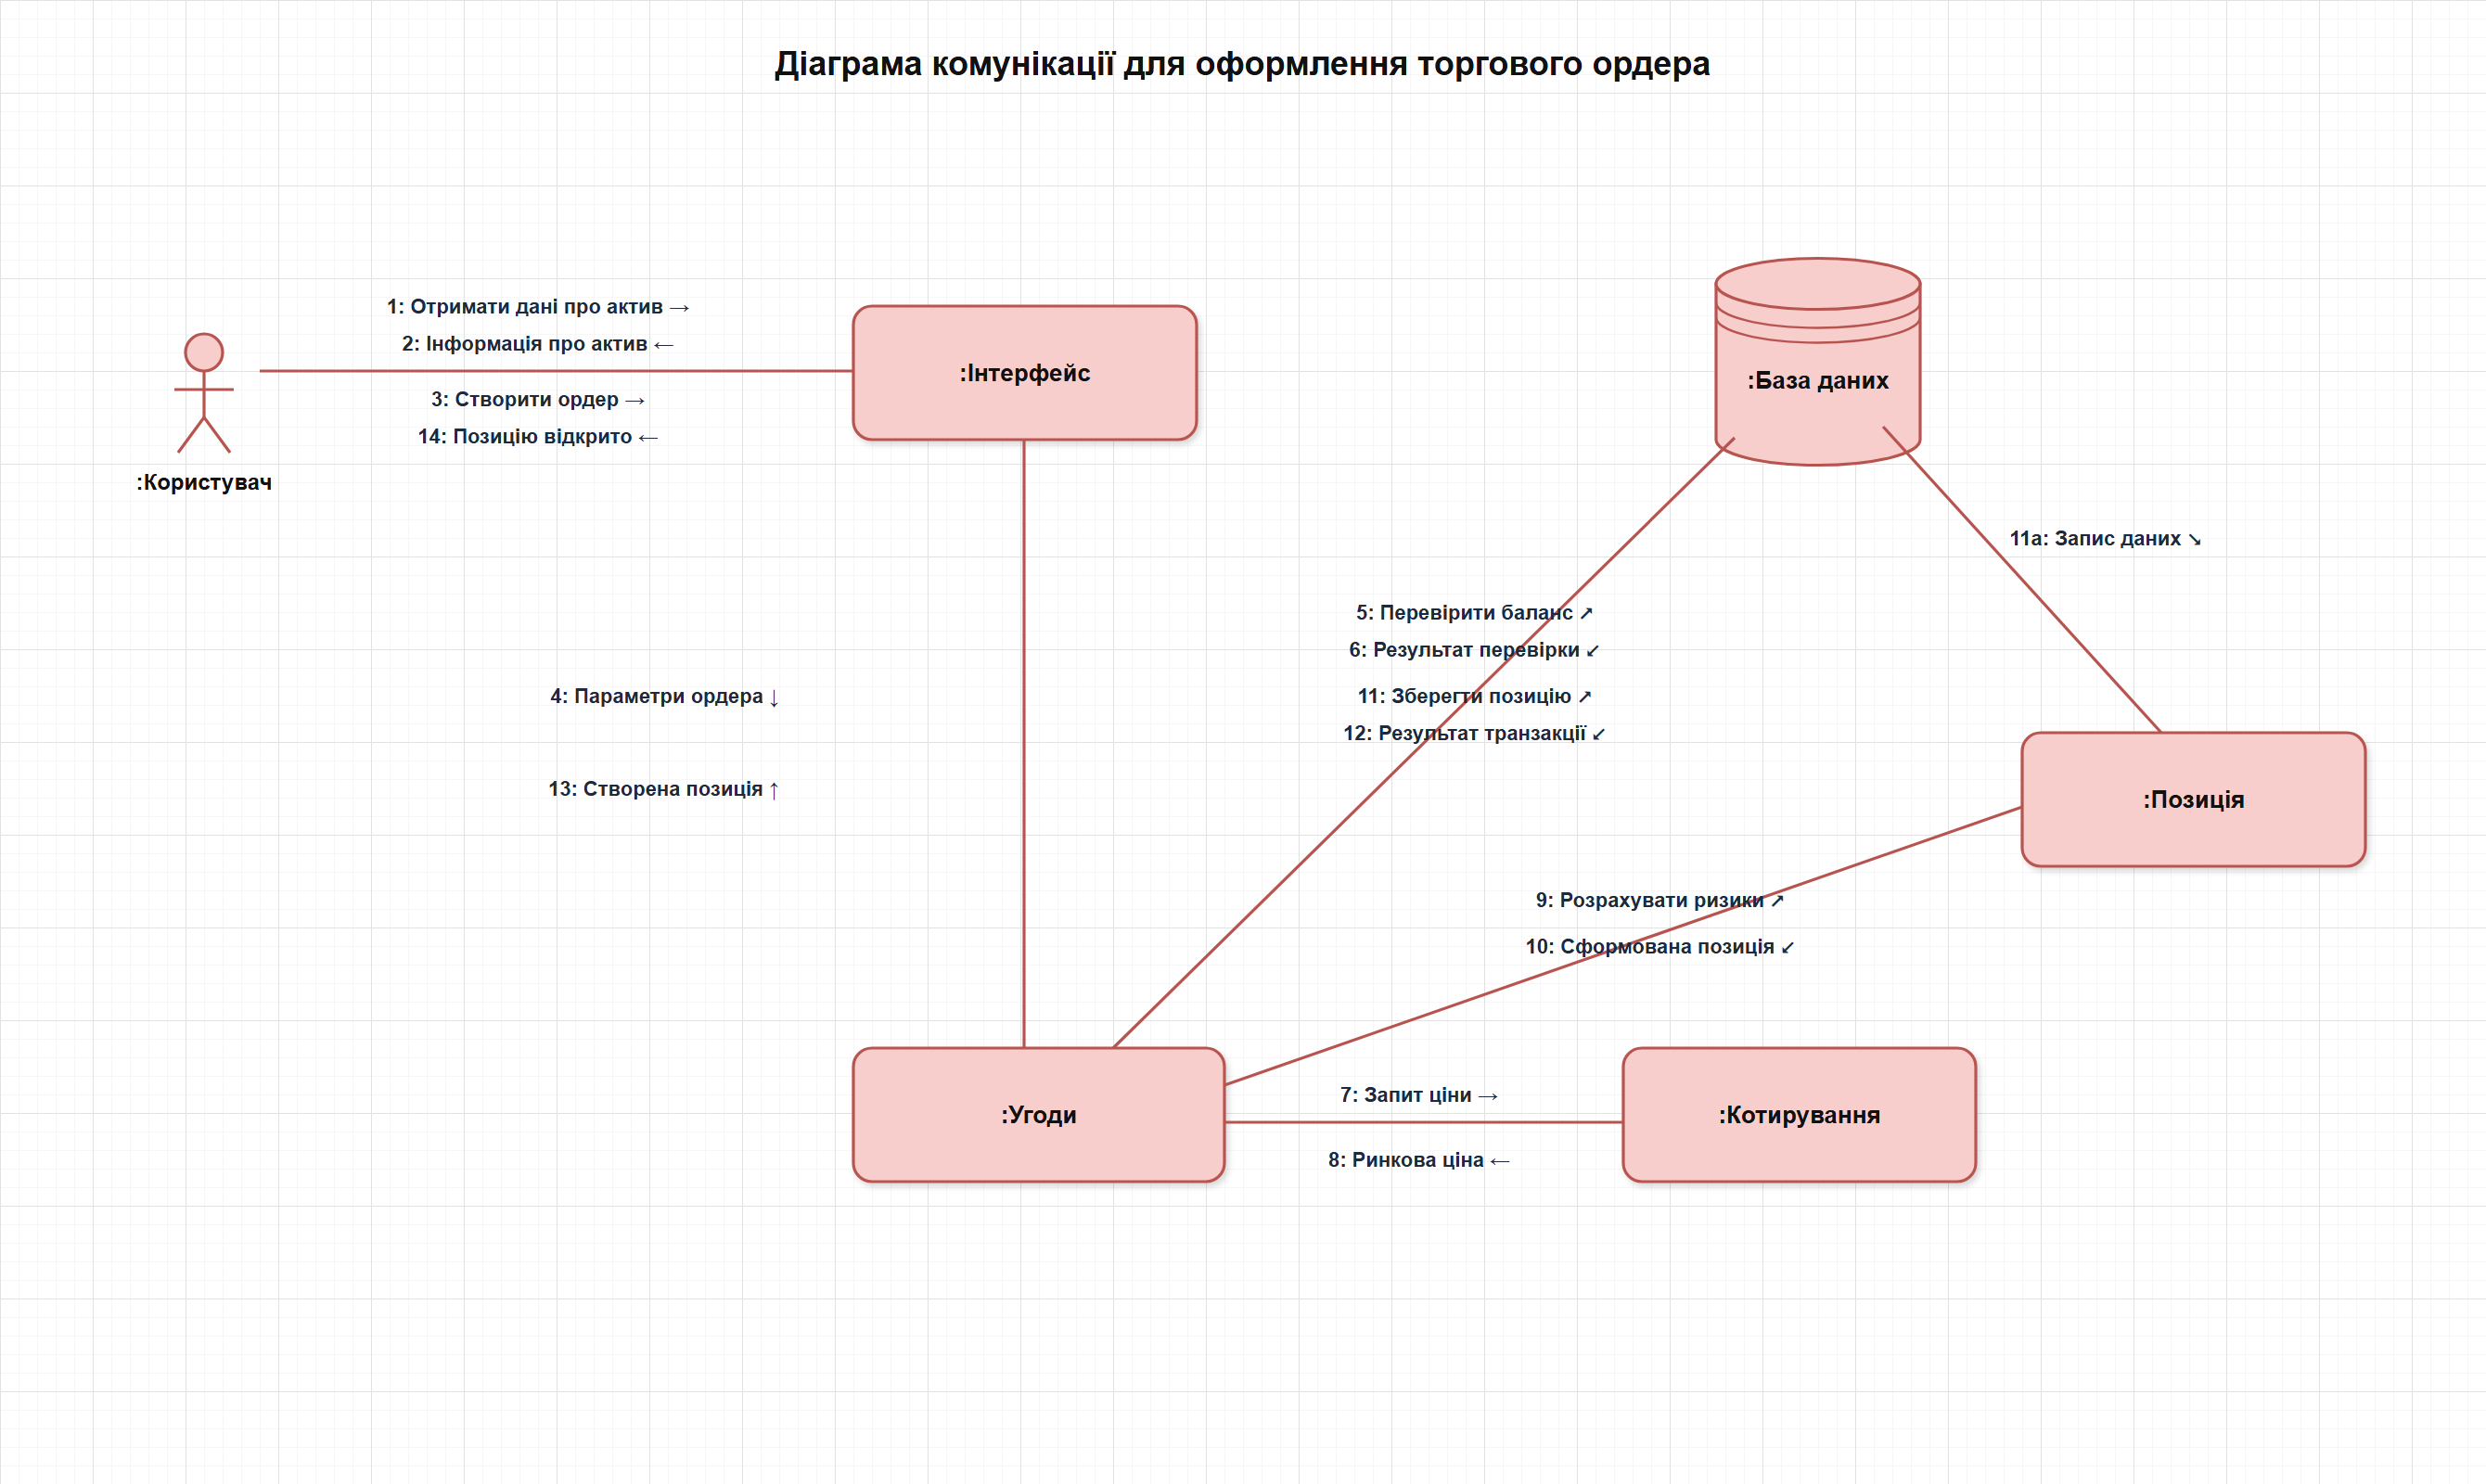 Діаграма комунікації для оформлення торгового ордера
1: Отримати дані про актив →
2: Інформація про актив ←
:Інтерфейс
:База даних
3: Створити ордер →
14: Позицію відкрито ←
:Користувач
11a: Запис даних ↘
5: Перевірити баланс ↗
6: Результат перевірки ↙
4: Параметри ордера ↓
11: Зберегти позицію ↗
12: Результат транзакції ↙
13: Створена позиція ↑
:Позиція
9: Розрахувати ризики ↗
10: Сформована позиція ↙
7: Запит ціни →
:Угоди
:Котирування
8: Ринкова ціна ←